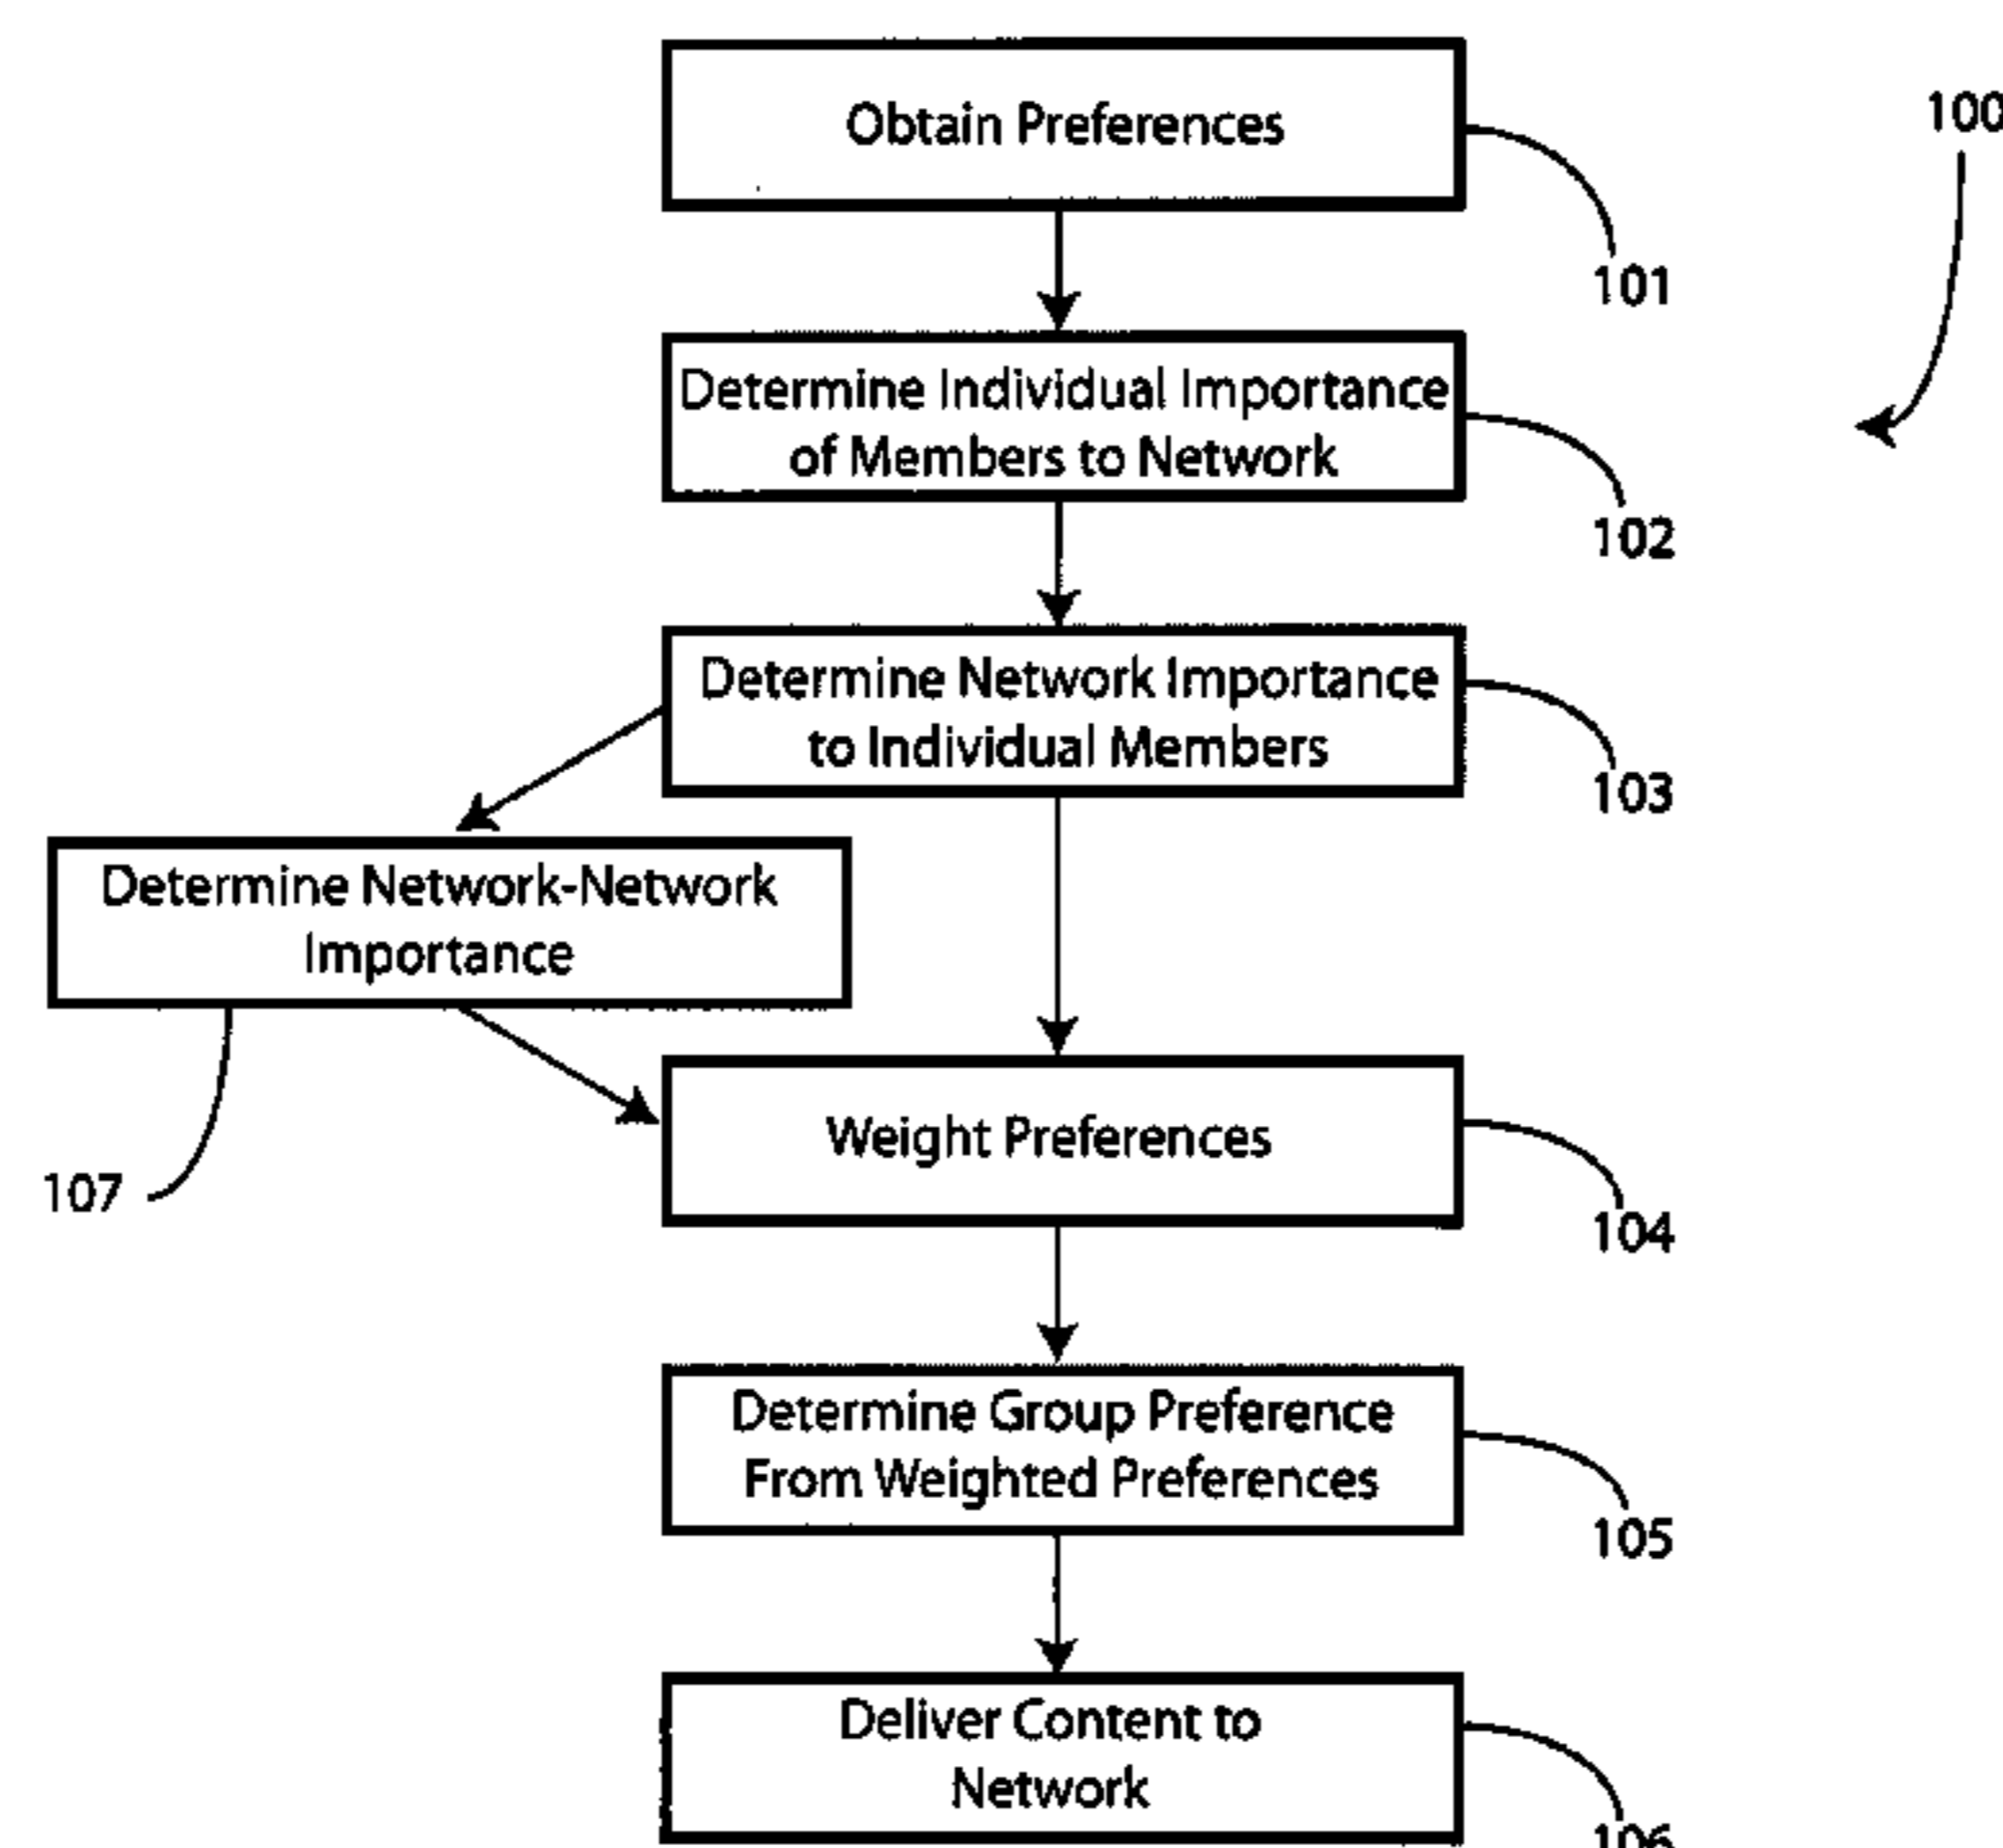 Obtain Preferences
100
101
Determine Individual Importance
of Members to Network
102
Determine Network Importance
to Individual Members
103
Determine Network-Network
Importance
107
Weight Preferences
104
Determine Group Preference
From Weighted Preferences
105
Deliver Content to
Network
106